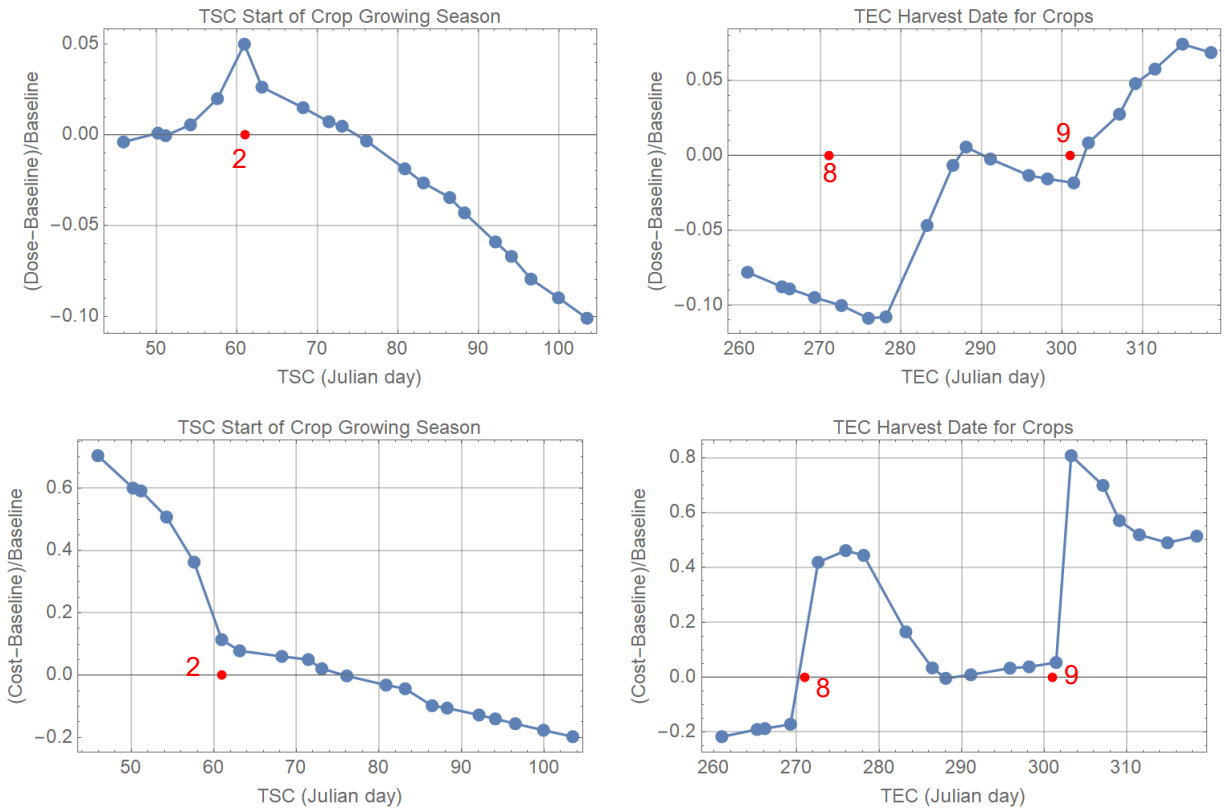 TSC Start of Crop Growing Season
(Dose−Baseline)/Baseline
0.05
0.00
−0.05
−0.10
2
50 60 70 80 90 100
TSC (Julian day)
TEC Harvest Date for Crops
(Dose−Baseline)/Baseline
0.05
0.00
−0.05
−0.10
8
9
260 270 280 290 300 310
TEC (Julian day)
TSC Start of Crop Growing Season
(Cost−Baseline)/Baseline
0.6
0.4
0.2
0.0
−0.2
2
50 60 70 80 90 100
TSC (Julian day)
TEC Harvest Date for Crops
(Cost−Baseline)/Baseline
0.8
0.6
0.4
0.2
0.0
−0.2
8
9
260 270 280 290 300 310
TEC (Julian day)